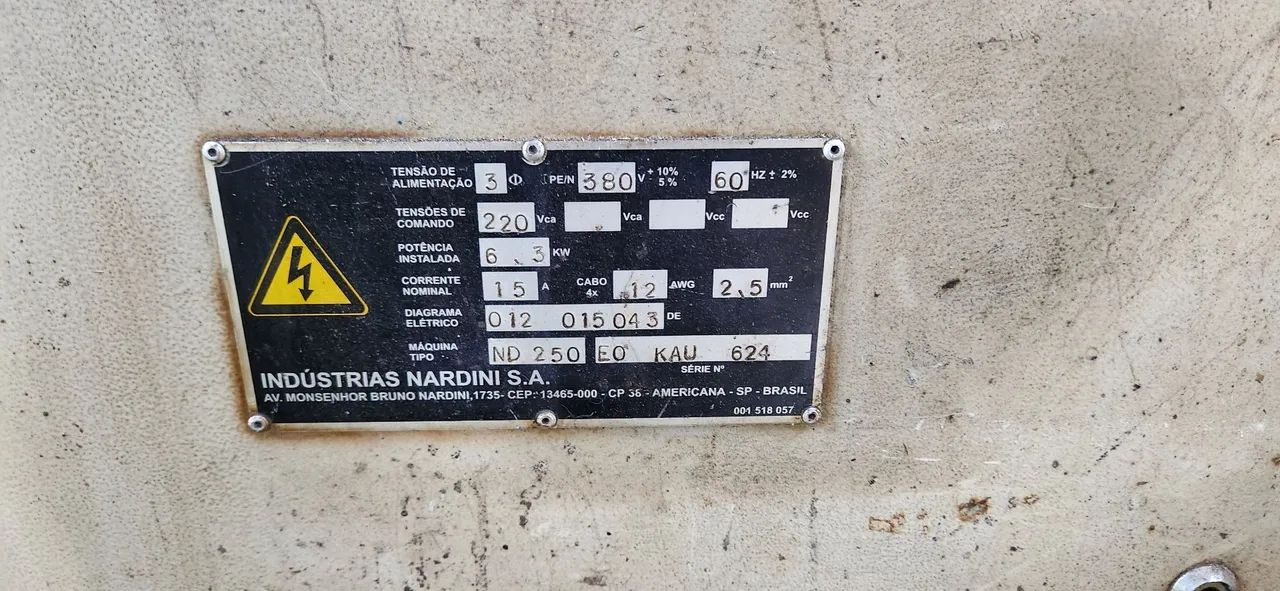 TENSÃO DE ALIMENTAÇÃO 3 Φ PE/N 380 V + 10% 5 % 60 HZ ± 2%
TENSÕES DE COMANDO 220 Vca Vca Vcc Vcc
POTÊNCIA INSTALADA 6.3 KW
CORRENTE NOMINAL 15 A CABO 4x 12 AWG 2,5 mm²
DIAGRAMA ELÉTRICO 012 015043 DE
MÁQUINA TIPO ND 250 EO KAU 624
SÉRIE Nº
INDÚSTRIAS NARDINI S.A.
AV. MONSENHOR BRUNO NARDINI,1735- CEP: 13465-000 - CP 38 - AMERICANA - SP - BRASIL
001 518 057